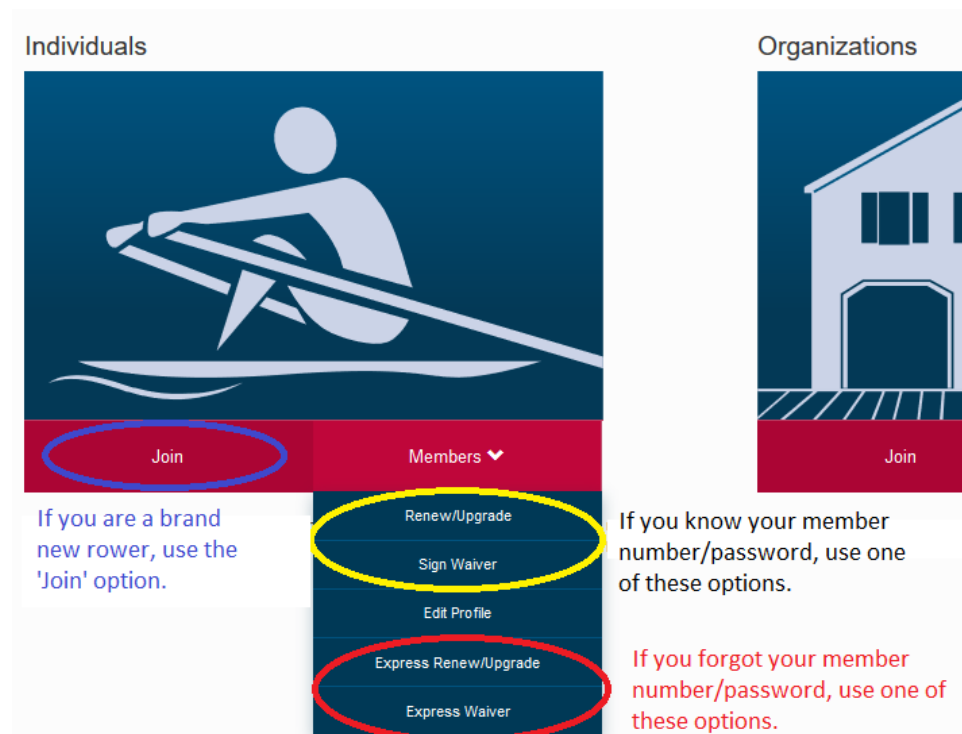 Individuals
Organizations
Join
Members
Join
If you are a brand
new rower, use the
'Join' option.
Renew/Upgrade
Sign Waiver
Edit Profile
Express Renew/Upgrade
Express Waiver
If you know your member
number/password, use one
of these options.
If you forgot your member
number/password, use one of
these options.